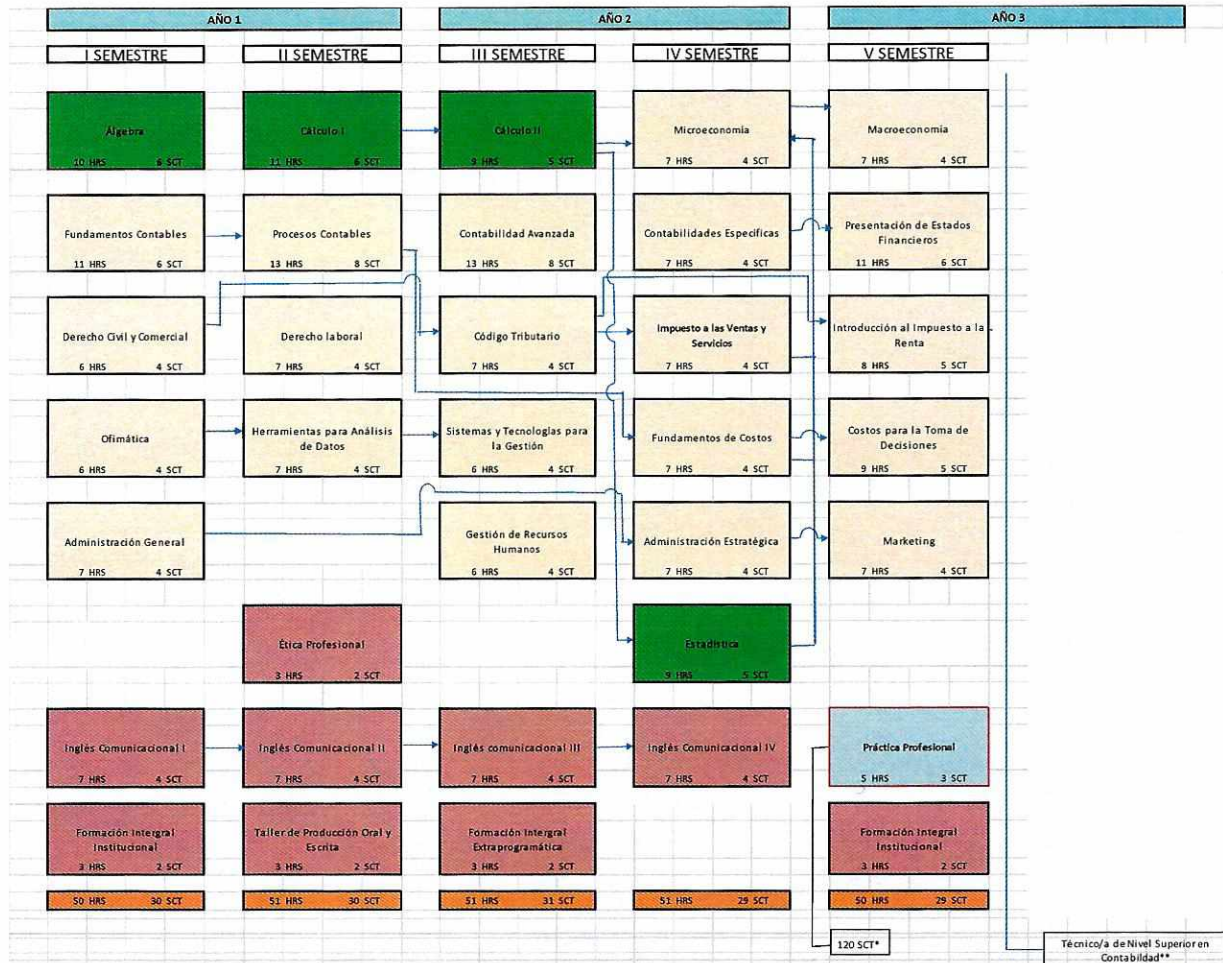 AÑO 1
AÑO 2
AÑO 3
I SEMESTRE
II SEMESTRE
III SEMESTRE
IV SEMESTRE
V SEMESTRE
Álgebra
10 HRS 6 SCT
Cálculo I
11 HRS 6 SCT
Cálculo II
9 HRS 5 SCT
Microeconomía
7 HRS 4 SCT
Macroeconomía
7 HRS 4 SCT
Fundamentos Contables
11 HRS 6 SCT
Procesos Contables
13 HRS 8 SCT
Contabilidad Avanzada
13 HRS 8 SCT
Contabilidades Especificas
7 HRS 4 SCT
Presentación de Estados
Financieros
11 HRS 6 SCT
Derecho Civil y Comercial
6 HRS 4 SCT
Derecho laboral
7 HRS 4 SCT
Código Tributario
7 HRS 4 SCT
Impuesto a las Ventas y
Servicios
7 HRS 4 SCT
Introducción al Impuesto a la
Renta
8 HRS 5 SCT
Ofimática
6 HRS 4 SCT
Herramientas para Análisis
de Datos
7 HRS 4 SCT
Sistemas y Tecnologías para
la Gestión
6 HRS 4 SCT
Fundamentos de Costos
7 HRS 4 SCT
Costos para la Toma de
Decisiones
9 HRS 5 SCT
Administración General
7 HRS 4 SCT
Gestión de Recursos
Humanos
6 HRS 4 SCT
Administración Estratégica
7 HRS 4 SCT
Marketing
7 HRS 4 SCT
Ética Profesional
3 HRS 2 SCT
Estadística
9 HRS 5 SCT
Inglés Comunicacional I
7 HRS 4 SCT
Inglés Comunicacional II
7 HRS 4 SCT
Inglés comunicacional III
7 HRS 4 SCT
Inglés Comunicacional IV
7 HRS 4 SCT
Práctica Profesional
5 HRS 3 SCT
Formación Intergral
Institucional
3 HRS 2 SCT
Taller de Producción Oral y
Escrita
3 HRS 2 SCT
Formación Intergral
Extraprogramática
3 HRS 2 SCT
Formación Integral
Institucional
3 HRS 2 SCT
50 HRS 30 SCT
51 HRS 30 SCT
51 HRS 31 SCT
51 HRS 29 SCT
50 HRS 29 SCT
120 SCT*
Técnico/a de Nivel Superior en
Contabildad**